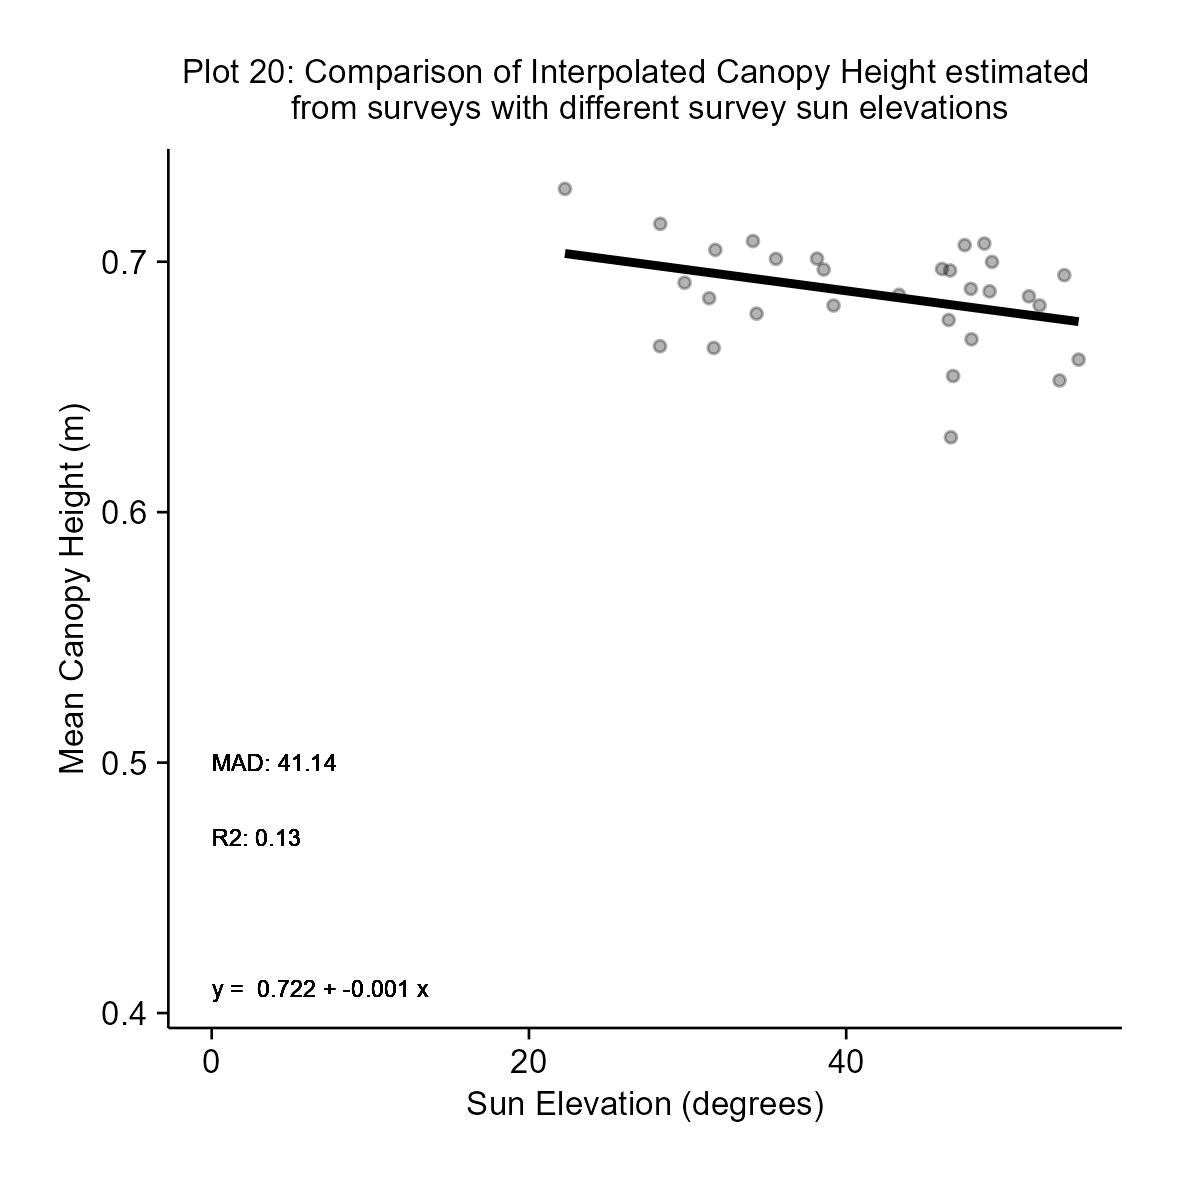 Plot 20: Comparison of Interpolated Canopy Height estimated
from surveys with different survey sun elevations
Mean Canopy Height (m)
0.7
0.6
0.5
0.4
MAD: 41.14
R2: 0.13
y =  0.722 + -0.001 x
0
20
40
Sun Elevation (degrees)